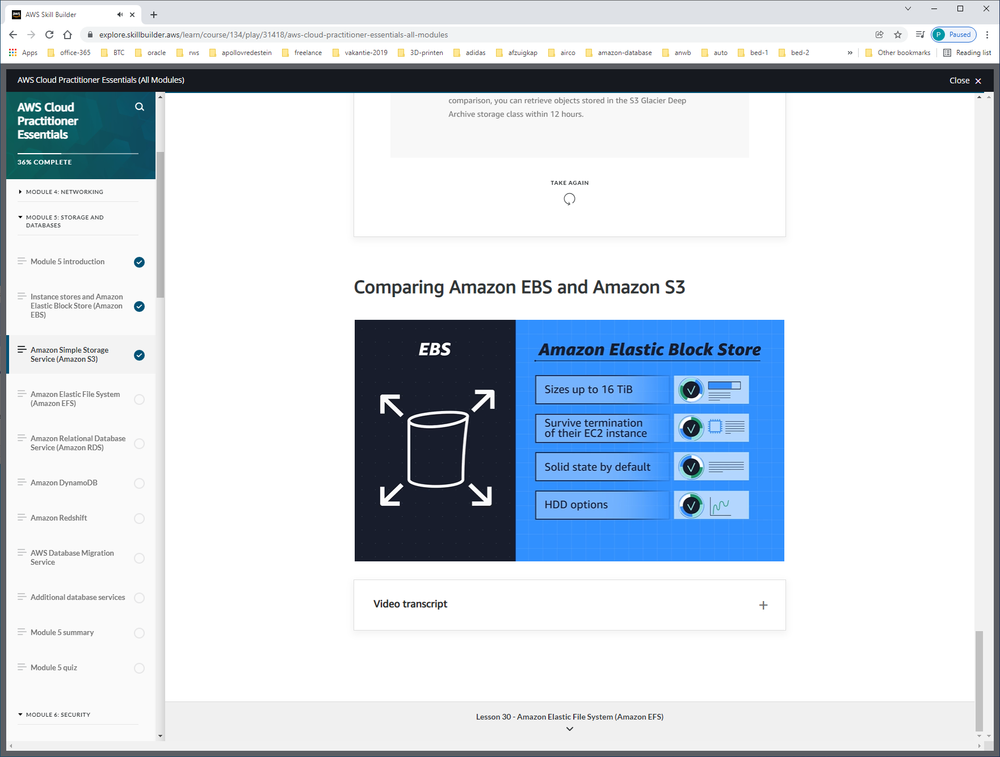 aws
AWS Skill Builder
explore.skillbuilder.aws/learn/course/134/play/31418/aws-cloud-practitioner-essentials-all-modules
P
Paused
Apps
office-365
BTC
oracle
rws
apollovredestein
freelance
vakantie-2019
3D-printen
adidas
afzuigkap
airco
amazon-database
anwb
auto
bed-1
bed-2
»
Other bookmarks
Reading list
AWS Cloud Practitioner Essentials (All Modules)
Close
AWS Cloud
Practitioner
Essentials
36% COMPLETE
MODULE 4: NETWORKING
MODULE 5: STORAGE AND
DATABASES
Module 5 introduction
Instance stores and Amazon
Elastic Block Store (Amazon
EBS)
Amazon Simple Storage
Service (Amazon S3)
Amazon Elastic File System
(Amazon EFS)
Amazon Relational Database
Service (Amazon RDS)
Amazon DynamoDB
Amazon Redshift
AWS Database Migration
Service
Additional database services
Module 5 summary
Module 5 quiz
MODULE 6: SECURITY
comparison, you can retrieve objects stored in the S3 Glacier Deep
Archive storage class within 12 hours.
TAKE AGAIN
Comparing Amazon EBS and Amazon S3
EBS
Amazon Elastic Block Store
Sizes up to 16 TiB
Survive termination
of their EC2 instance
Solid state by default
HDD options
Video transcript
Lesson 30 - Amazon Elastic File System (Amazon EFS)